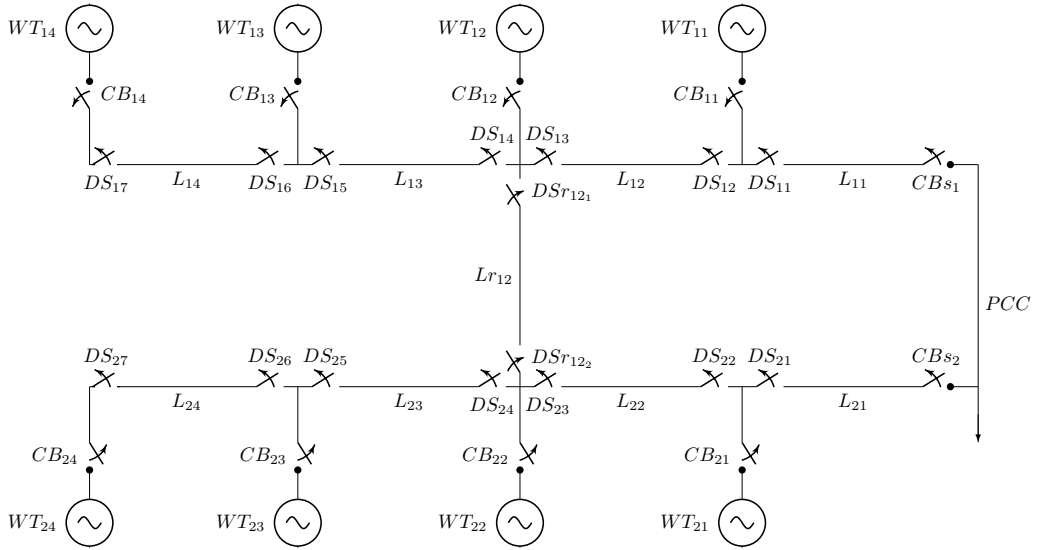 WT₁₄ WT₁₃ WT₁₂ WT₁₁
CB₁₄ CB₁₃ CB₁₂ CB₁₁
DS₁₄ DS₁₃
DS₁₇ L₁₄ DS₁₆ DS₁₅ L₁₃ L₁₂ DS₁₂ DS₁₁ L₁₁ CBs₁
DSr₁₂₁
Lr₁₂
PCC
DS₂₇ DS₂₆ DS₂₅ DSr₁₂₂ DS₂₂ DS₂₁ CBs₂
L₂₄ L₂₃ DS₂₄ DS₂₃ L₂₂ L₂₁
CB₂₄ CB₂₃ CB₂₂ CB₂₁
WT₂₄ WT₂₃ WT₂₂ WT₂₁